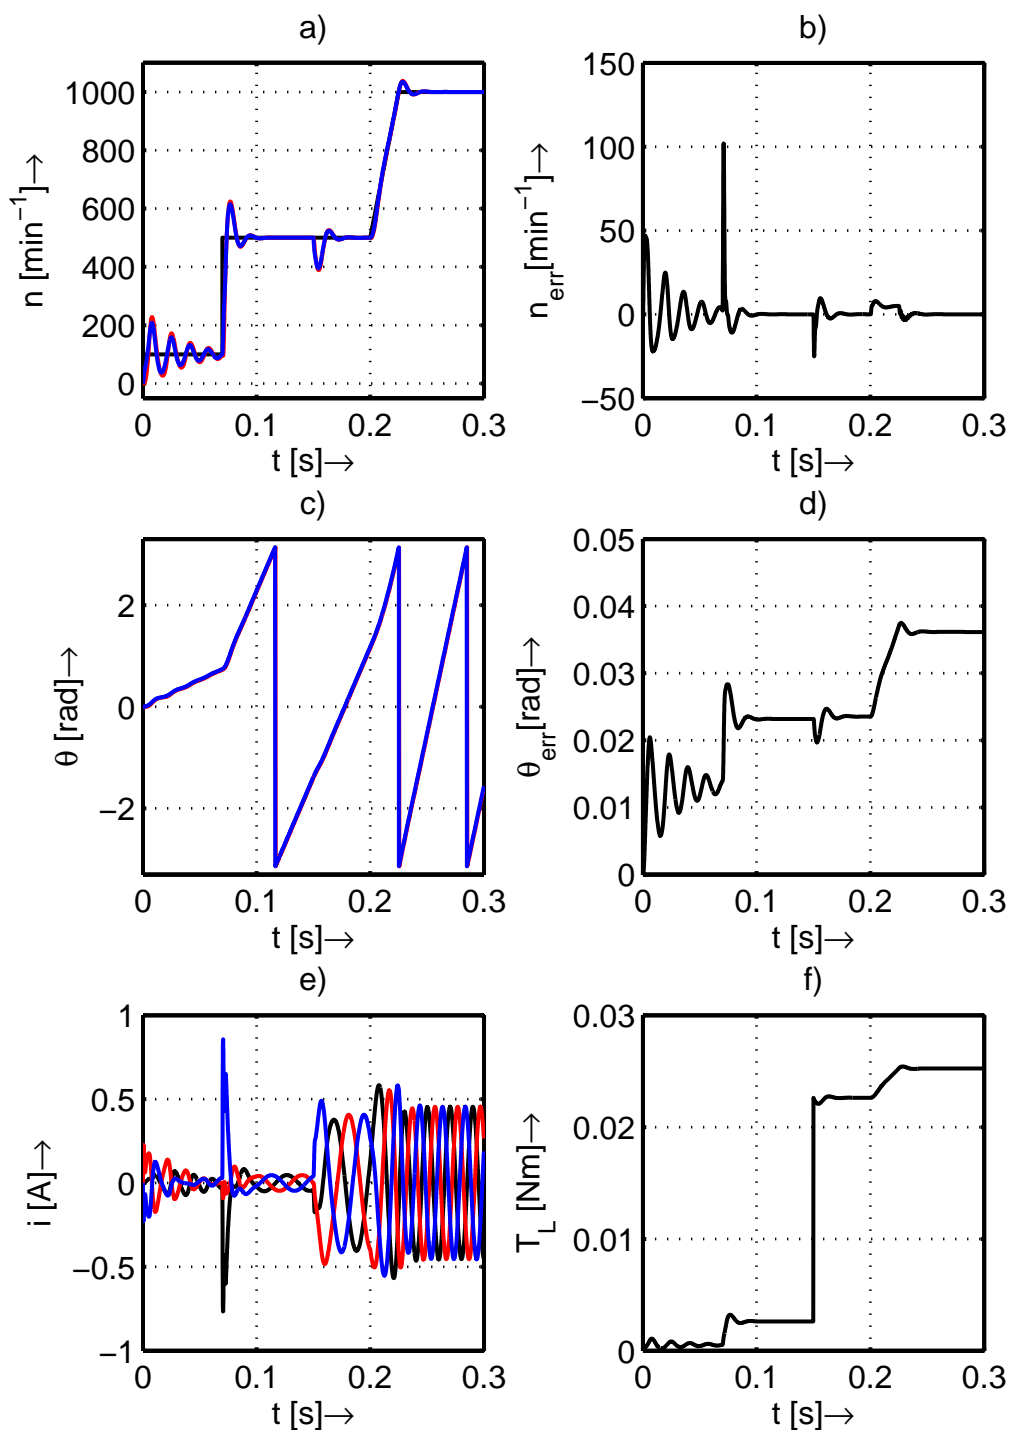 a)
1000
800
600
400
200
0
0 0.1 0.2 0.3
n [min⁻¹]→
t [s]→
b)
150
100
50
0
−50
0 0.1 0.2 0.3
n_err[min⁻¹]→
t [s]→
c)
2
0
−2
0 0.1 0.2 0.3
θ [rad]→
t [s]→
d)
0.05
0.04
0.03
0.02
0.01
0
0 0.1 0.2 0.3
θ_err[rad]→
t [s]→
e)
1
0.5
0
−0.5
−1
0 0.1 0.2 0.3
i [A]→
t [s]→
f)
0.03
0.02
0.01
0
0 0.1 0.2 0.3
T_L [Nm]→
t [s]→